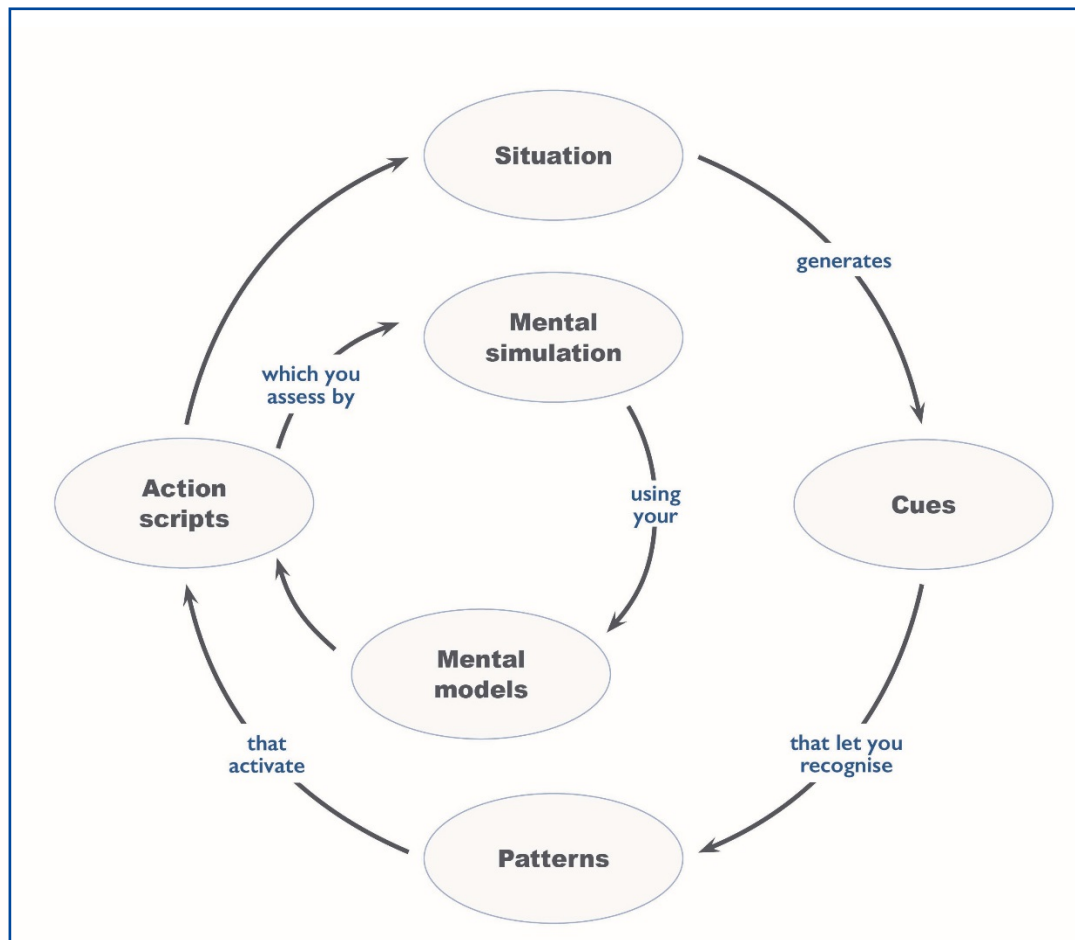 Situation
generates
Mental
simulation
which you
assess by
Action
scripts
using
your
Cues
Mental
models
that
activate
that let you
recognise
Patterns